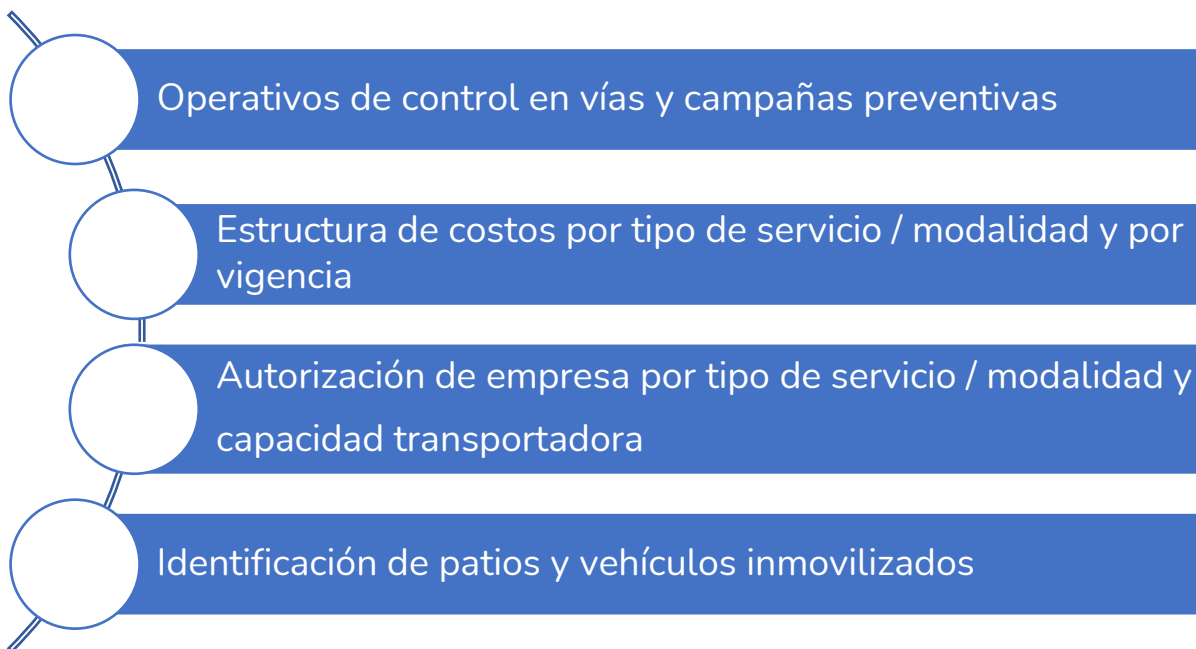 Operativos de control en vías y campañas preventivas
Estructura de costos por tipo de servicio / modalidad y por
vigencia
Autorización de empresa por tipo de servicio / modalidad y
capacidad transportadora
Identificación de patios y vehículos inmovilizados